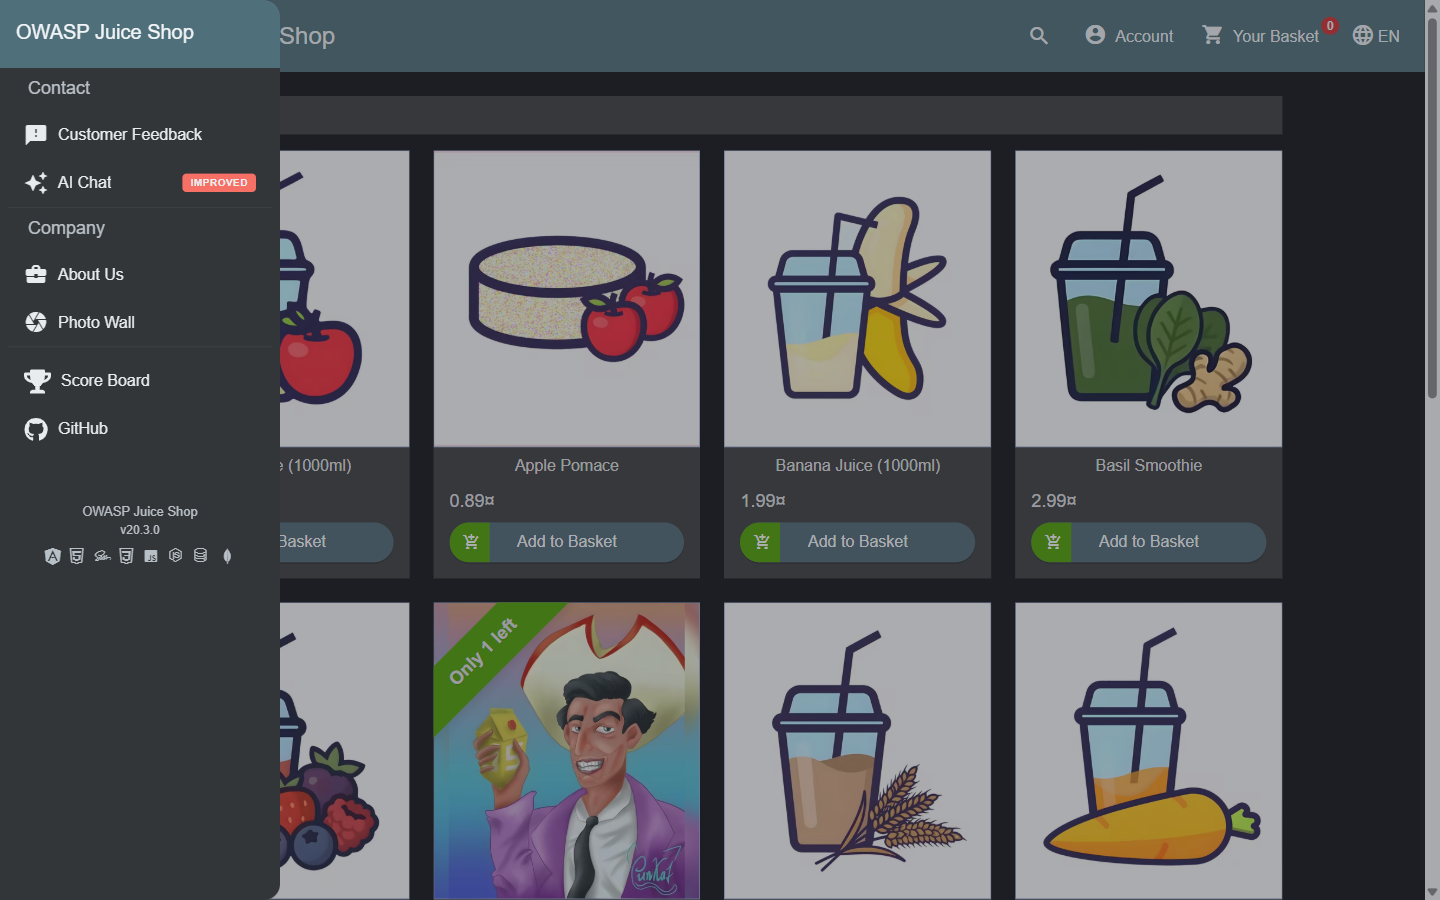 OWASP Juice Shop
Shop
Account
Your Basket
0
EN
Contact
Customer Feedback
AI Chat
IMPROVED
Company
About Us
Photo Wall
Score Board
GitHub
OWASP Juice Shop
v20.3.0
e (1000ml)
Basket
Apple Pomace
0.89¤
Add to Basket
Banana Juice (1000ml)
1.99¤
Add to Basket
Basil Smoothie
2.99¤
Add to Basket
Only 1 left